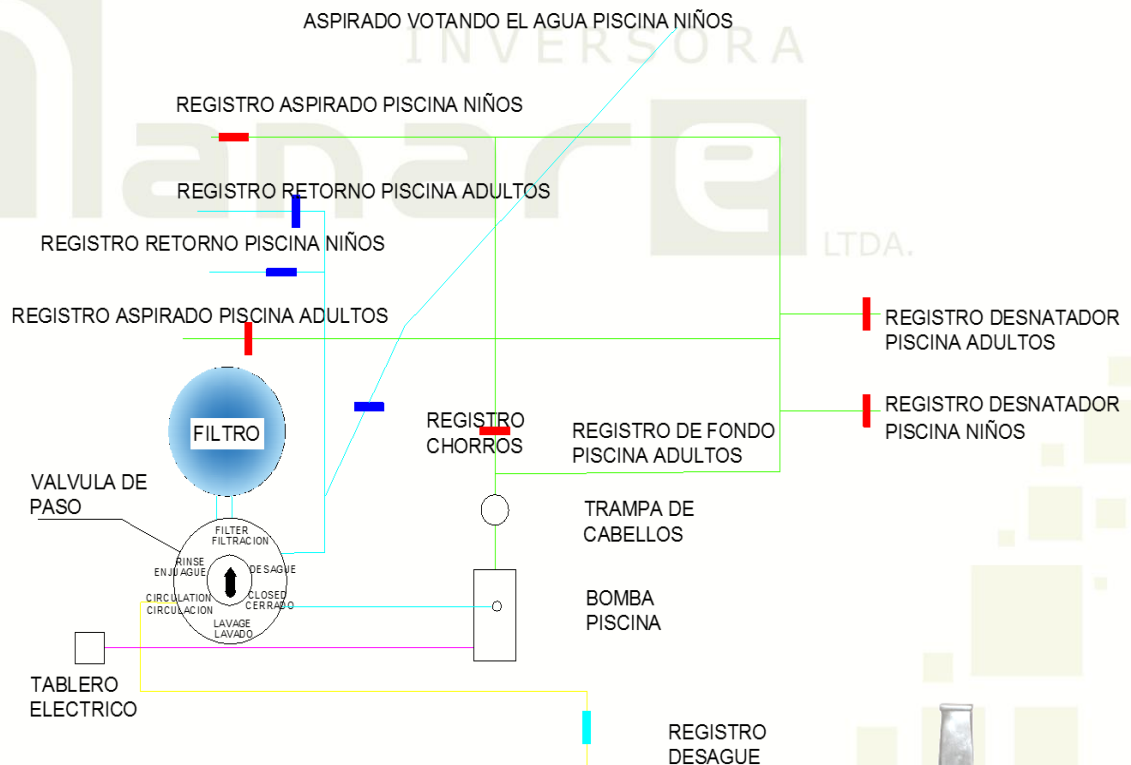 ASPIRADO VOTANDO EL AGUA PISCINA NIÑOS
INVERSORA
REGISTRO ASPIRADO PISCINA NIÑOS
REGISTRO RETORNO PISCINA ADULTOS
REGISTRO RETORNO PISCINA NIÑOS
LTDA.
REGISTRO ASPIRADO PISCINA ADULTOS
REGISTRO DESNATADOR
PISCINA ADULTOS
REGISTRO DESNATADOR
PISCINA NIÑOS
FILTRO
REGISTRO
CHORROS
REGISTRO DE FONDO
PISCINA ADULTOS
VALVULA DE
PASO
TRAMPA DE
CABELLOS
FILTER
FILTRACION
RINSE
ENJUAGUE
DESAGUE
CIRCULATION
CIRCULACION
CLOSED
CERRADO
LAVAGE
LAVADO
BOMBA
PISCINA
TABLERO
ELECTRICO
REGISTRO
DESAGUE